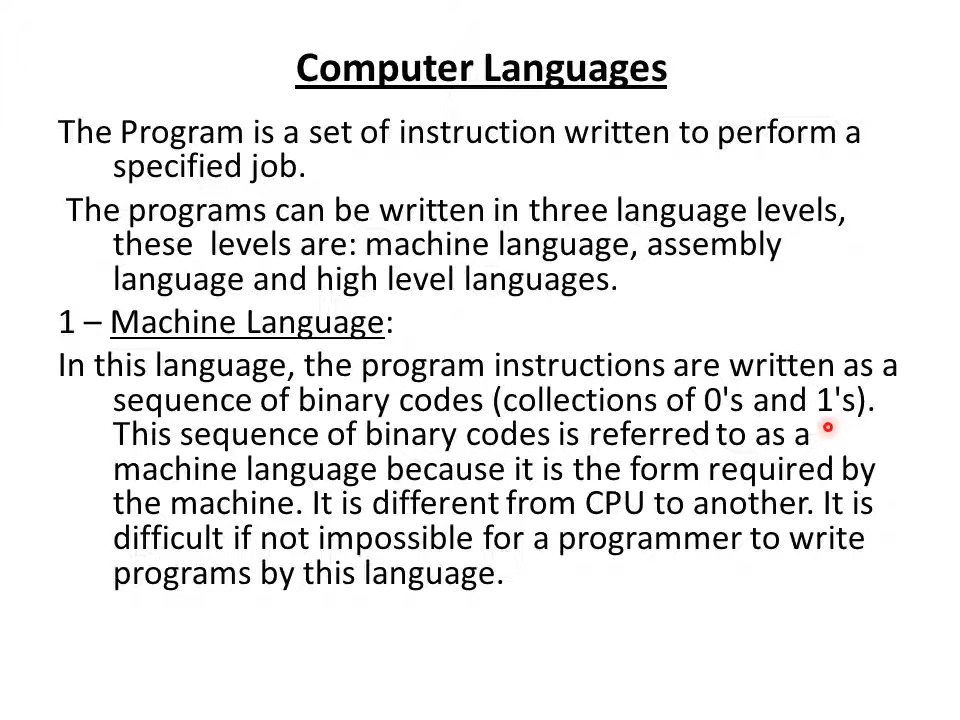 Computer Languages
The Program is a set of instruction written to perform a
specified job.
The programs can be written in three language levels,
these levels are: machine language, assembly
language and high level languages.
1 – Machine Language:
In this language, the program instructions are written as a
sequence of binary codes (collections of 0's and 1's).
This sequence of binary codes is referred to as a
machine language because it is the form required by
the machine. It is different from CPU to another. It is
difficult if not impossible for a programmer to write
programs by this language.